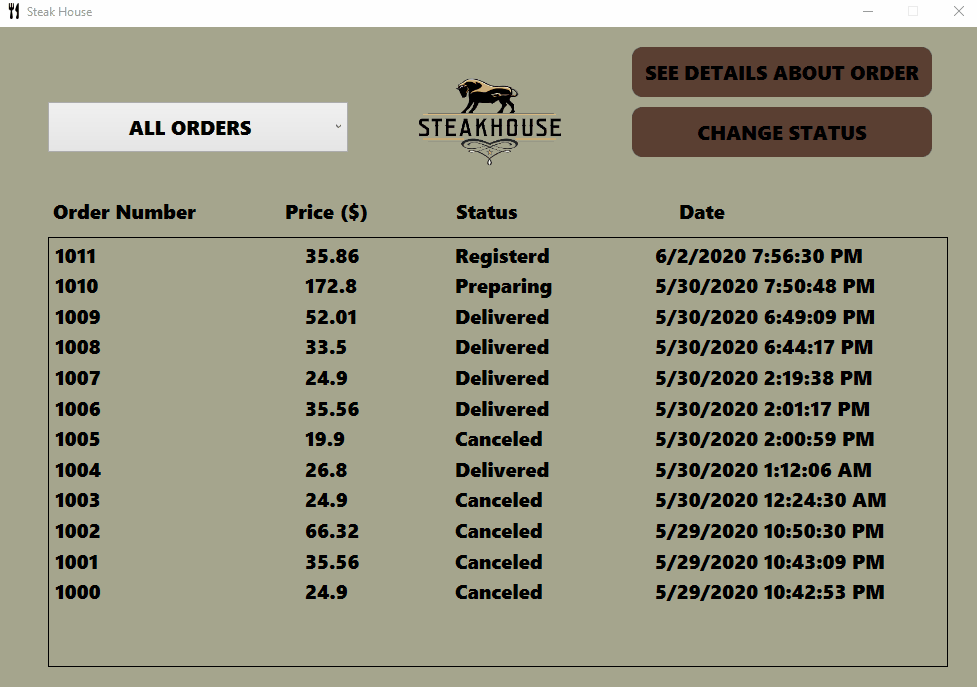 Steak House
SEE DETAILS ABOUT ORDER
ALL ORDERS
STEAKHOUSE
CHANGE STATUS
Order Number Price ($) Status Date
1011 35.86 Registerd 6/2/2020 7:56:30 PM
1010 172.8 Preparing 5/30/2020 7:50:48 PM
1009 52.01 Delivered 5/30/2020 6:49:09 PM
1008 33.5 Delivered 5/30/2020 6:44:17 PM
1007 24.9 Delivered 5/30/2020 2:19:38 PM
1006 35.56 Delivered 5/30/2020 2:01:17 PM
1005 19.9 Canceled 5/30/2020 2:00:59 PM
1004 26.8 Delivered 5/30/2020 1:12:06 AM
1003 24.9 Canceled 5/30/2020 12:24:30 AM
1002 66.32 Canceled 5/29/2020 10:50:30 PM
1001 35.56 Canceled 5/29/2020 10:43:09 PM
1000 24.9 Canceled 5/29/2020 10:42:53 PM